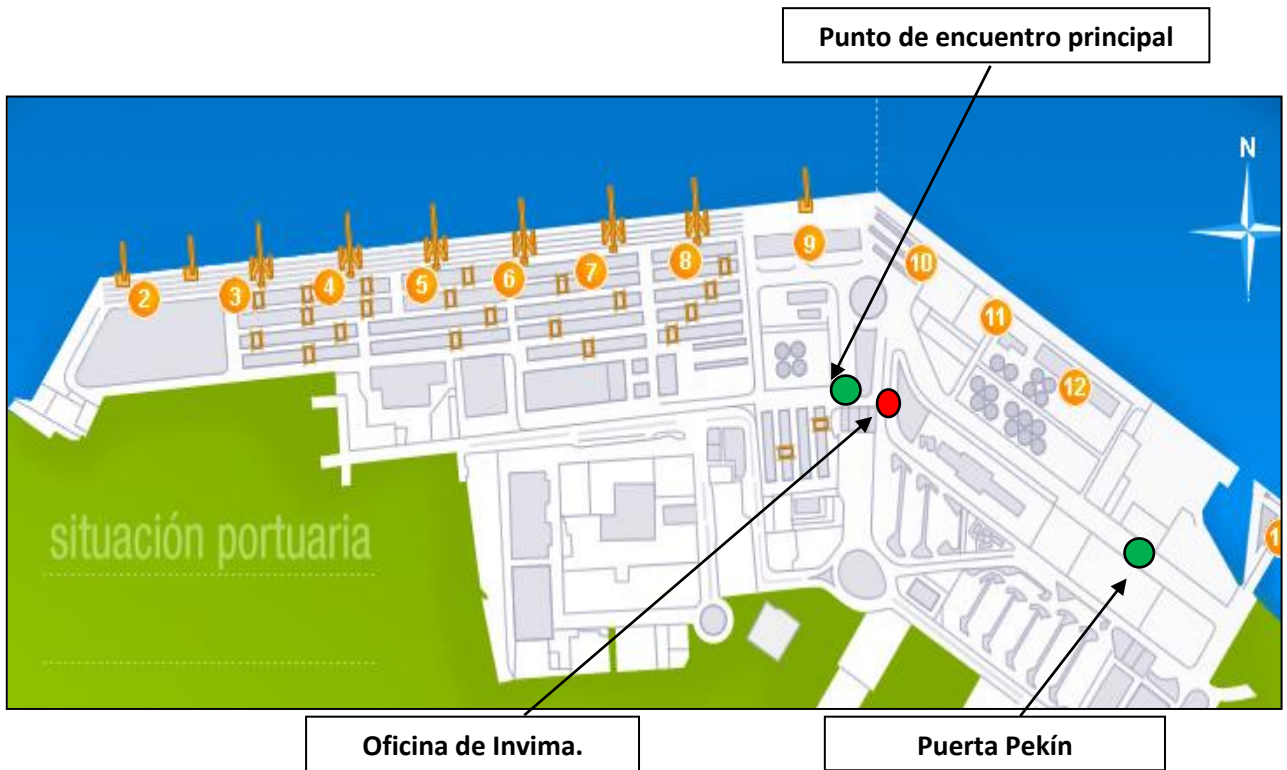 Punto de encuentro principal
N
2
3
4
5
6
7
8
9
10
11
12
situación portuaria
Oficina de Invima.
Puerta Pekín